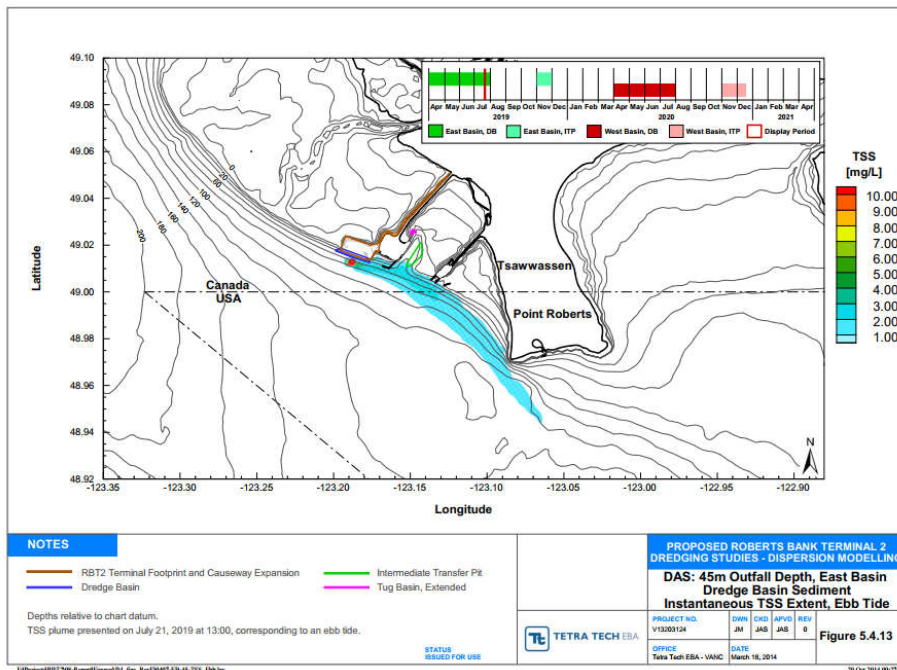 49.10
49.08
49.06
49.04
49.02
49.00
48.98
48.96
48.94
48.92
Latitude
-123.35
-123.30
-123.25
-123.20
-123.15
-123.10
-123.05
-123.00
-122.95
-122.90
Longitude
Apr May June Jul Aug Sep Oct Nov Dec Jan Feb Mar Apr May June Jul Aug Sep Oct Nov Dec Jan Feb Mar Apr
2019 2020 2021
East Basin, DB East Basin, ITP West Basin, DB West Basin, ITP Display Period
0
20
60
100
120
140
160
180
200
Canada
USA
Tsawwassen
Point Roberts
N
TSS
[mg/L]
10.00
9.00
8.00
7.00
6.00
5.00
4.00
3.00
2.00
1.00
NOTES
RBT2 Terminal Footprint and Causeway Expansion
Dredge Basin
Intermediate Transfer Pit
Tug Basin, Extended
Depths relative to chart datum.
TSS plume presented on July 21, 2019 at 13:00, corresponding to an ebb tide.
STATUS
ISSUED FOR USE
Tt TETRA TECH EBA
PROPOSED ROBERTS BANK TERMINAL 2
DREDGING STUDIES - DISPERSION MODELLING
DAS: 45m Outfall Depth, East Basin
Dredge Basin Sediment
Instantaneous TSS Extent, Ebb Tide
PROJECT NO. DWN CKD APVD REV
V13203124 JM JAS JAS 0
OFFICE DATE
Tetra Tech EBA - VANC March 18, 2014
Figure 5.4.13